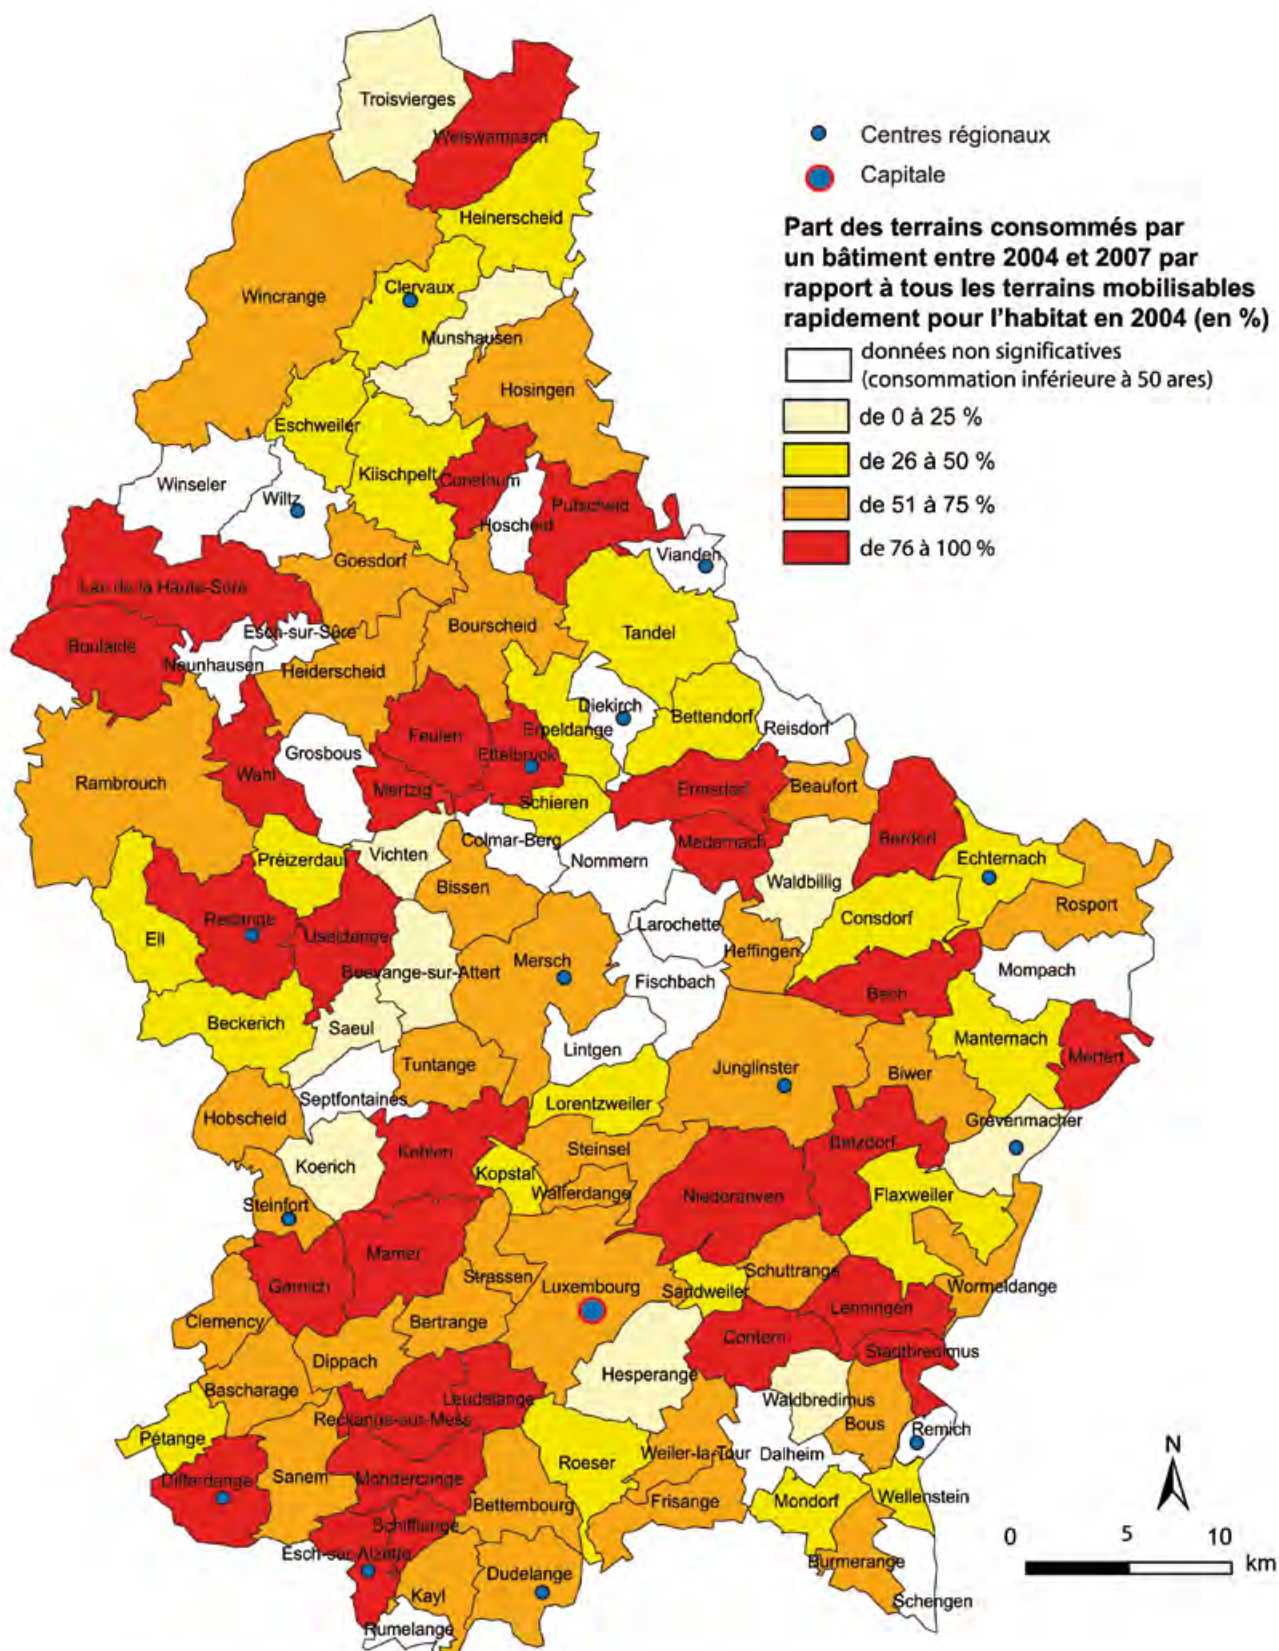 Troisvierges
Weiswampach
Centres régionaux
Capitale
Part des terrains consommés par
un bâtiment entre 2004 et 2007 par
rapport à tous les terrains mobilisables
rapidement pour l'habitat en 2004 (en %)
données non significatives
(consommation inférieure à 50 ares)
de 0 à 25 %
de 26 à 50 %
de 51 à 75 %
de 76 à 100 %
Heinerscheid
Clervaux
Wincrange
Munshausen
Hosingen
Eschweiler
Kiischpelt
Consthum
Winseler
Wiltz
Hoscheid
Putscheid
Vianden
Goesdorf
Lac de la Haute-Sûre
Bourscheid
Tandel
Esch-sur-Sûre
Boulaide
Neunhausen
Heiderscheid
Diekirch
Bettendorf
Reisdorf
Erpeldange
Feulen
Ettelbruck
Grosbous
Wahl
Rambrouch
Mertzig
Ermsdorf
Beaufort
Schieren
Colmar-Berg
Medernach
Berdorf
Préizerdaul
Vichten
Nommern
Echternach
Waldbillig
Bissen
Rosport
Redange
Useldange
Larochette
Consdorf
Ell
Heffingen
Mersch
Boevange-sur-Attert
Fischbach
Mompach
Bech
Beckerich
Saeul
Lintgen
Manternach
Mertert
Tuntange
Junglinster
Biwer
Septfontaines
Lorentzweiler
Hobscheid
Grevenmacher
Kehlen
Steinsel
Betzdorf
Koerich
Kopstal
Walferdange
Niederanven
Flaxweiler
Steinfort
Mamer
Schuttrange
Strassen
Luxembourg
Sandweiler
Garnich
Wormeldange
Lenningen
Clemency
Bertrange
Contern
Stadtbredimus
Dippach
Hesperange
Bascharage
Leudelange
Waldbredimus
Reckange-sur-Mess
Bous
Remich
Pétange
Weiler-la-Tour
Dalheim
Roeser
Differdange
Sanem
Mondercange
Bettembourg
Frisange
Mondorf
Wellenstein
Schifflange
Esch-sur-Alzette
Burmerange
Dudelange
Kayl
Schengen
Rumelange
N
0 5 10
km